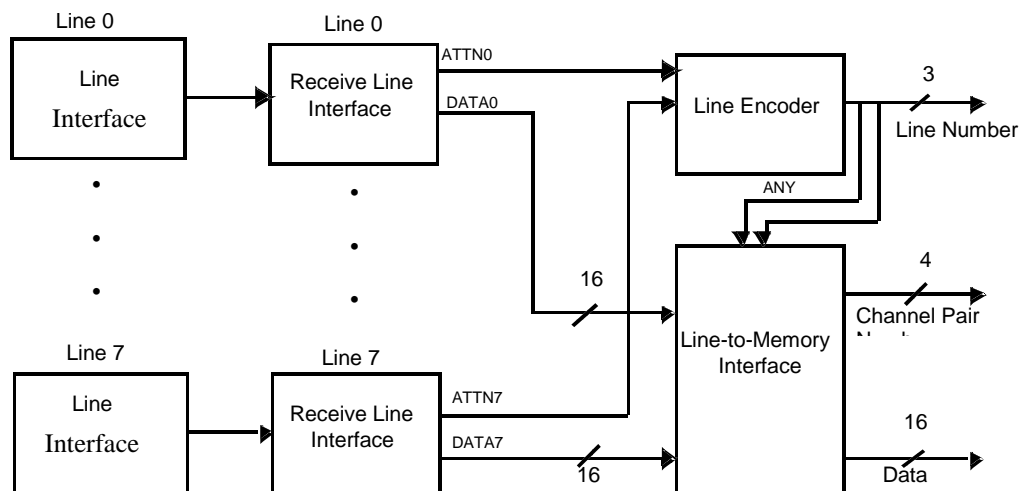 Line 0
Line 0
Line
Interface
Receive Line
Interface
ATTN0
DATA0
Line Encoder
3
Line Number
ANY
16
4
Channel Pair
Line-to-Memory
Interface
Line 7
Line 7
Line
Interface
Receive Line
Interface
ATTN7
DATA7
16
16
Data